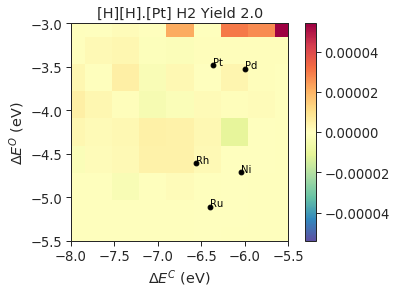 [H][H].[Pt] H2 Yield 2.0
−3.0
−3.5
−4.0
−4.5
−5.0
−5.5
ΔE^O (eV)
Pt
Pd
Rh
Ni
Ru
−8.0 −7.5 −7.0 −6.5 −6.0 −5.5
ΔE^C (eV)
0.00004
0.00002
0.00000
−0.00002
−0.00004